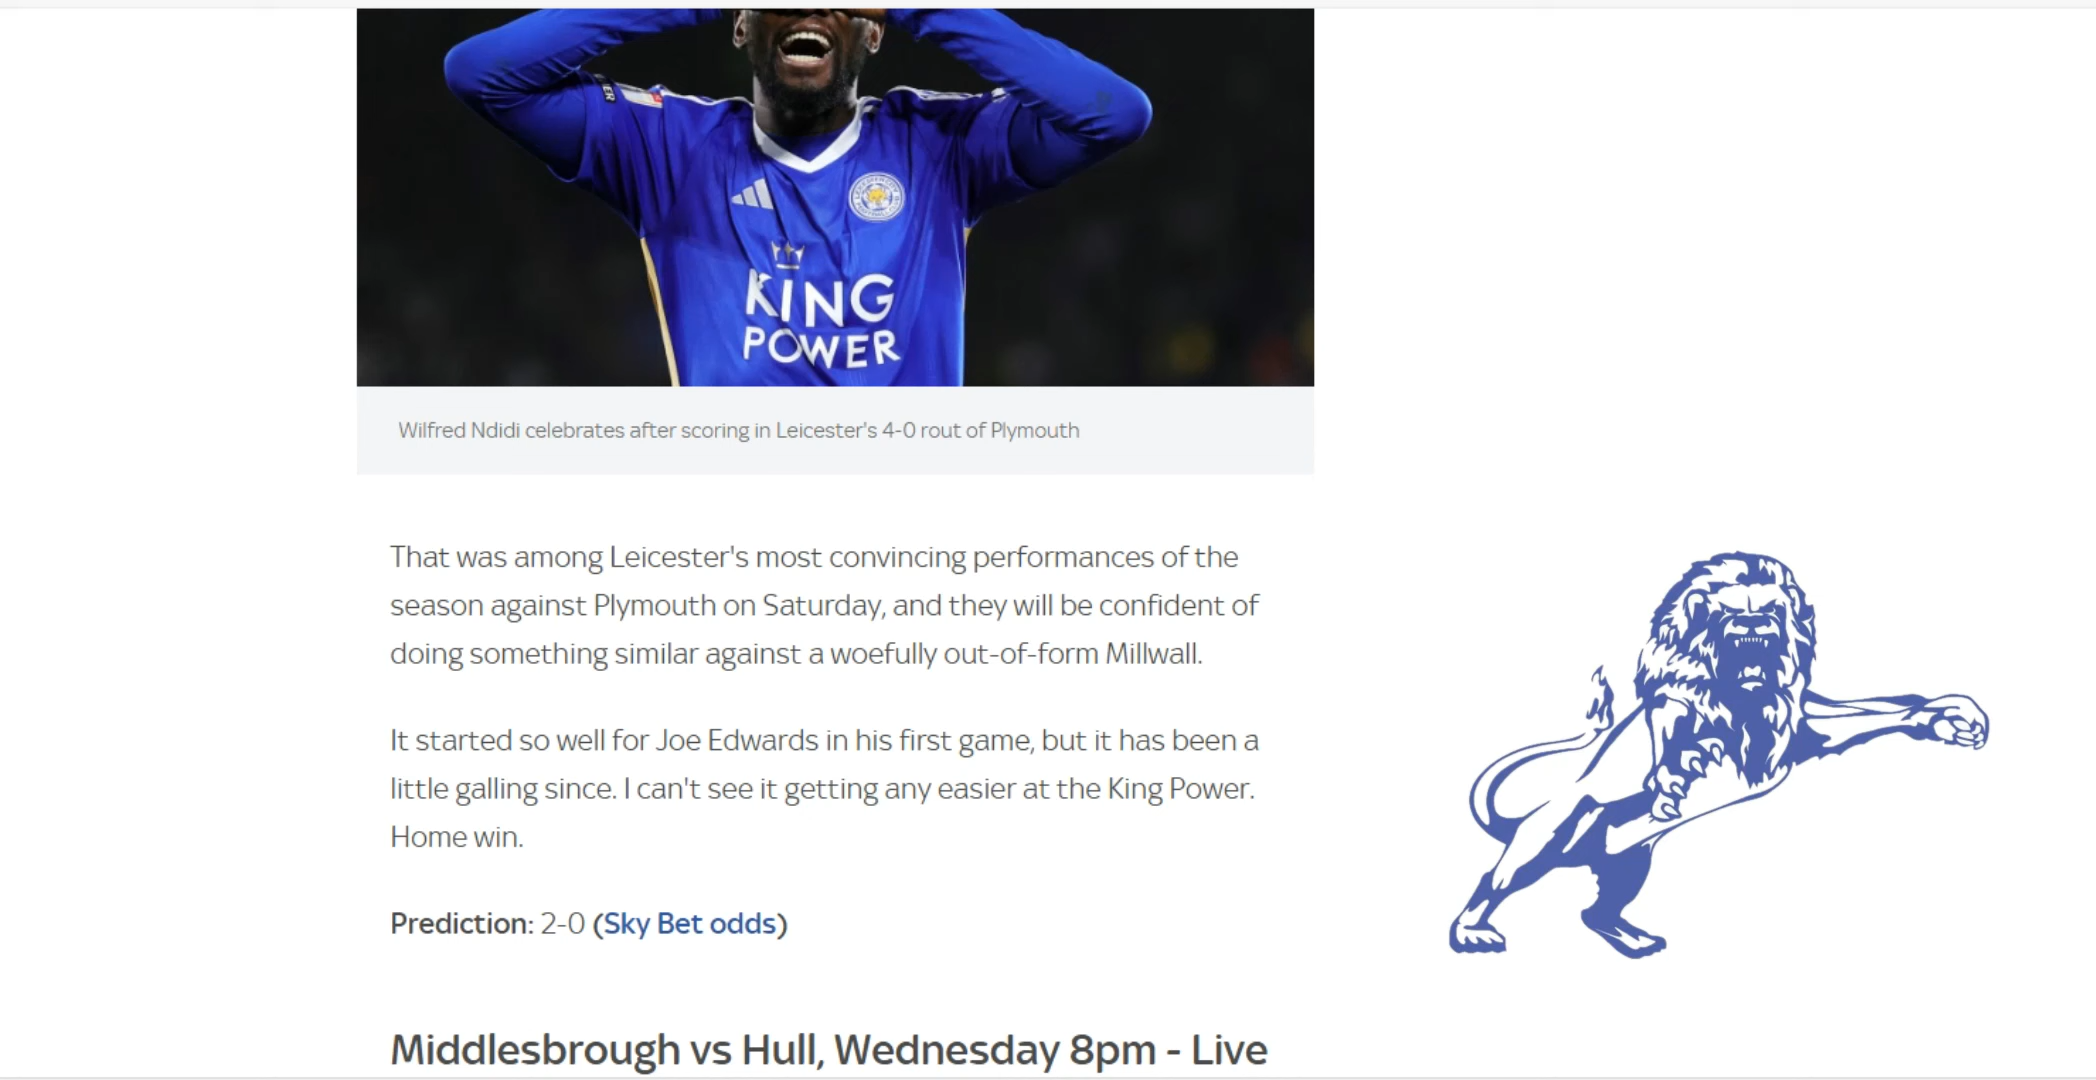 KING
POWER
Wilfred Ndidi celebrates after scoring in Leicester's 4-0 rout of Plymouth
That was among Leicester's most convincing performances of the
season against Plymouth on Saturday, and they will be confident of
doing something similar against a woefully out-of-form Millwall.
It started so well for Joe Edwards in his first game, but it has been a
little galling since. I can't see it getting any easier at the King Power.
Home win.
Prediction: 2-0 (Sky Bet odds)
Middlesbrough vs Hull, Wednesday 8pm - Live